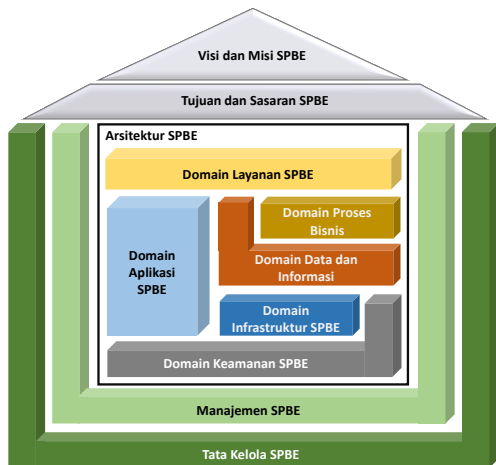 Visi dan Misi SPBE
Tujuan dan Sasaran SPBE
Arsitektur SPBE
Domain Layanan SPBE
Domain
Aplikasi
SPBE
Domain Proses
Bisnis
Domain Data dan
Informasi
Domain
Infrastruktur SPBE
Domain Keamanan SPBE
Manajemen SPBE
Tata Kelola SPBE